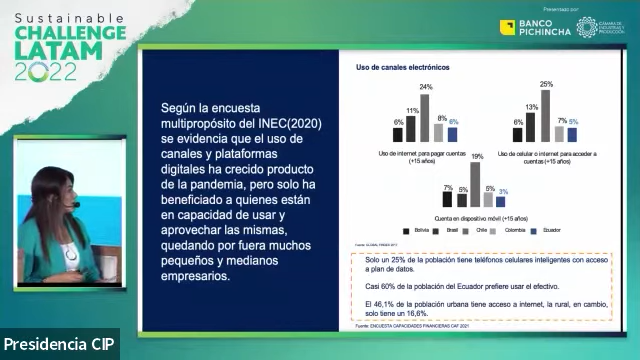 Sustainable
CHALLENGE
LATAM
2022
Presentado por:
BANCO
PICHINCHA
CÁMARA DE
INDUSTRIAS Y
PRODUCCIÓN
Según la encuesta
multipropósito del INEC(2020)
se evidencia que el uso de
canales y plataformas
digitales ha crecido producto
de la pandemia, pero solo ha
beneficiado a quienes están
en capacidad de usar y
aprovechar las mismas,
quedando por fuera muchos
pequeños y medianos
empresarios.
Uso de canales electrónicos
6% 11% 24% 8% 6%
Uso de internet para pagar cuentas
(+15 años)
6% 13% 25% 7% 5%
Uso de celular o internet para acceder a
cuentas (+15 años)
7% 5% 19% 5% 3%
Cuenta en dispositivo móvil (+15 años)
Bolivia Brasil Chile Colombia Ecuador
Solo un 25% de la población tiene teléfonos celulares inteligentes con acceso
a plan de datos.
Casi 60% de la población del Ecuador prefiere usar el efectivo.
El 46,1% de la población urbana tiene acceso a internet, la rural, en cambio,
solo tiene un 16,6%.
Fuente: ENCUESTA CAPACIDADES FINANCIERAS CAF 2021
Presidencia CIP